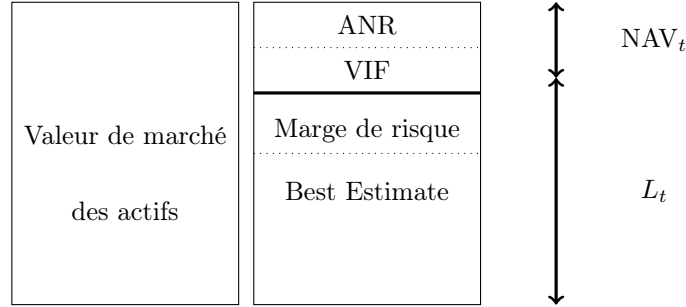 Valeur de marché
des actifs
ANR
VIF
Marge de risque
Best Estimate
NAV_t
L_t